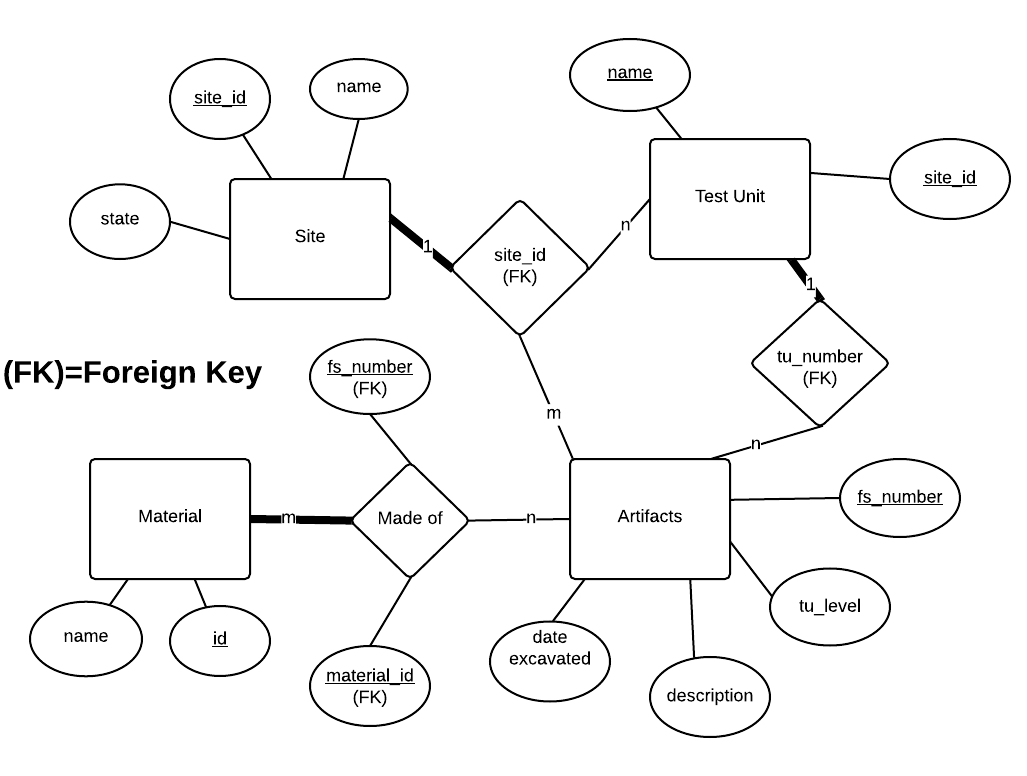 name
site_id
name
state
site_id
Site
Test Unit
1
site_id
(FK)
n
1
(FK)=Foreign Key
fs_number
(FK)
tu_number
(FK)
m
n
Material
m
Made of
n
Artifacts
fs_number
name
id
material_id
(FK)
date
excavated
description
tu_level